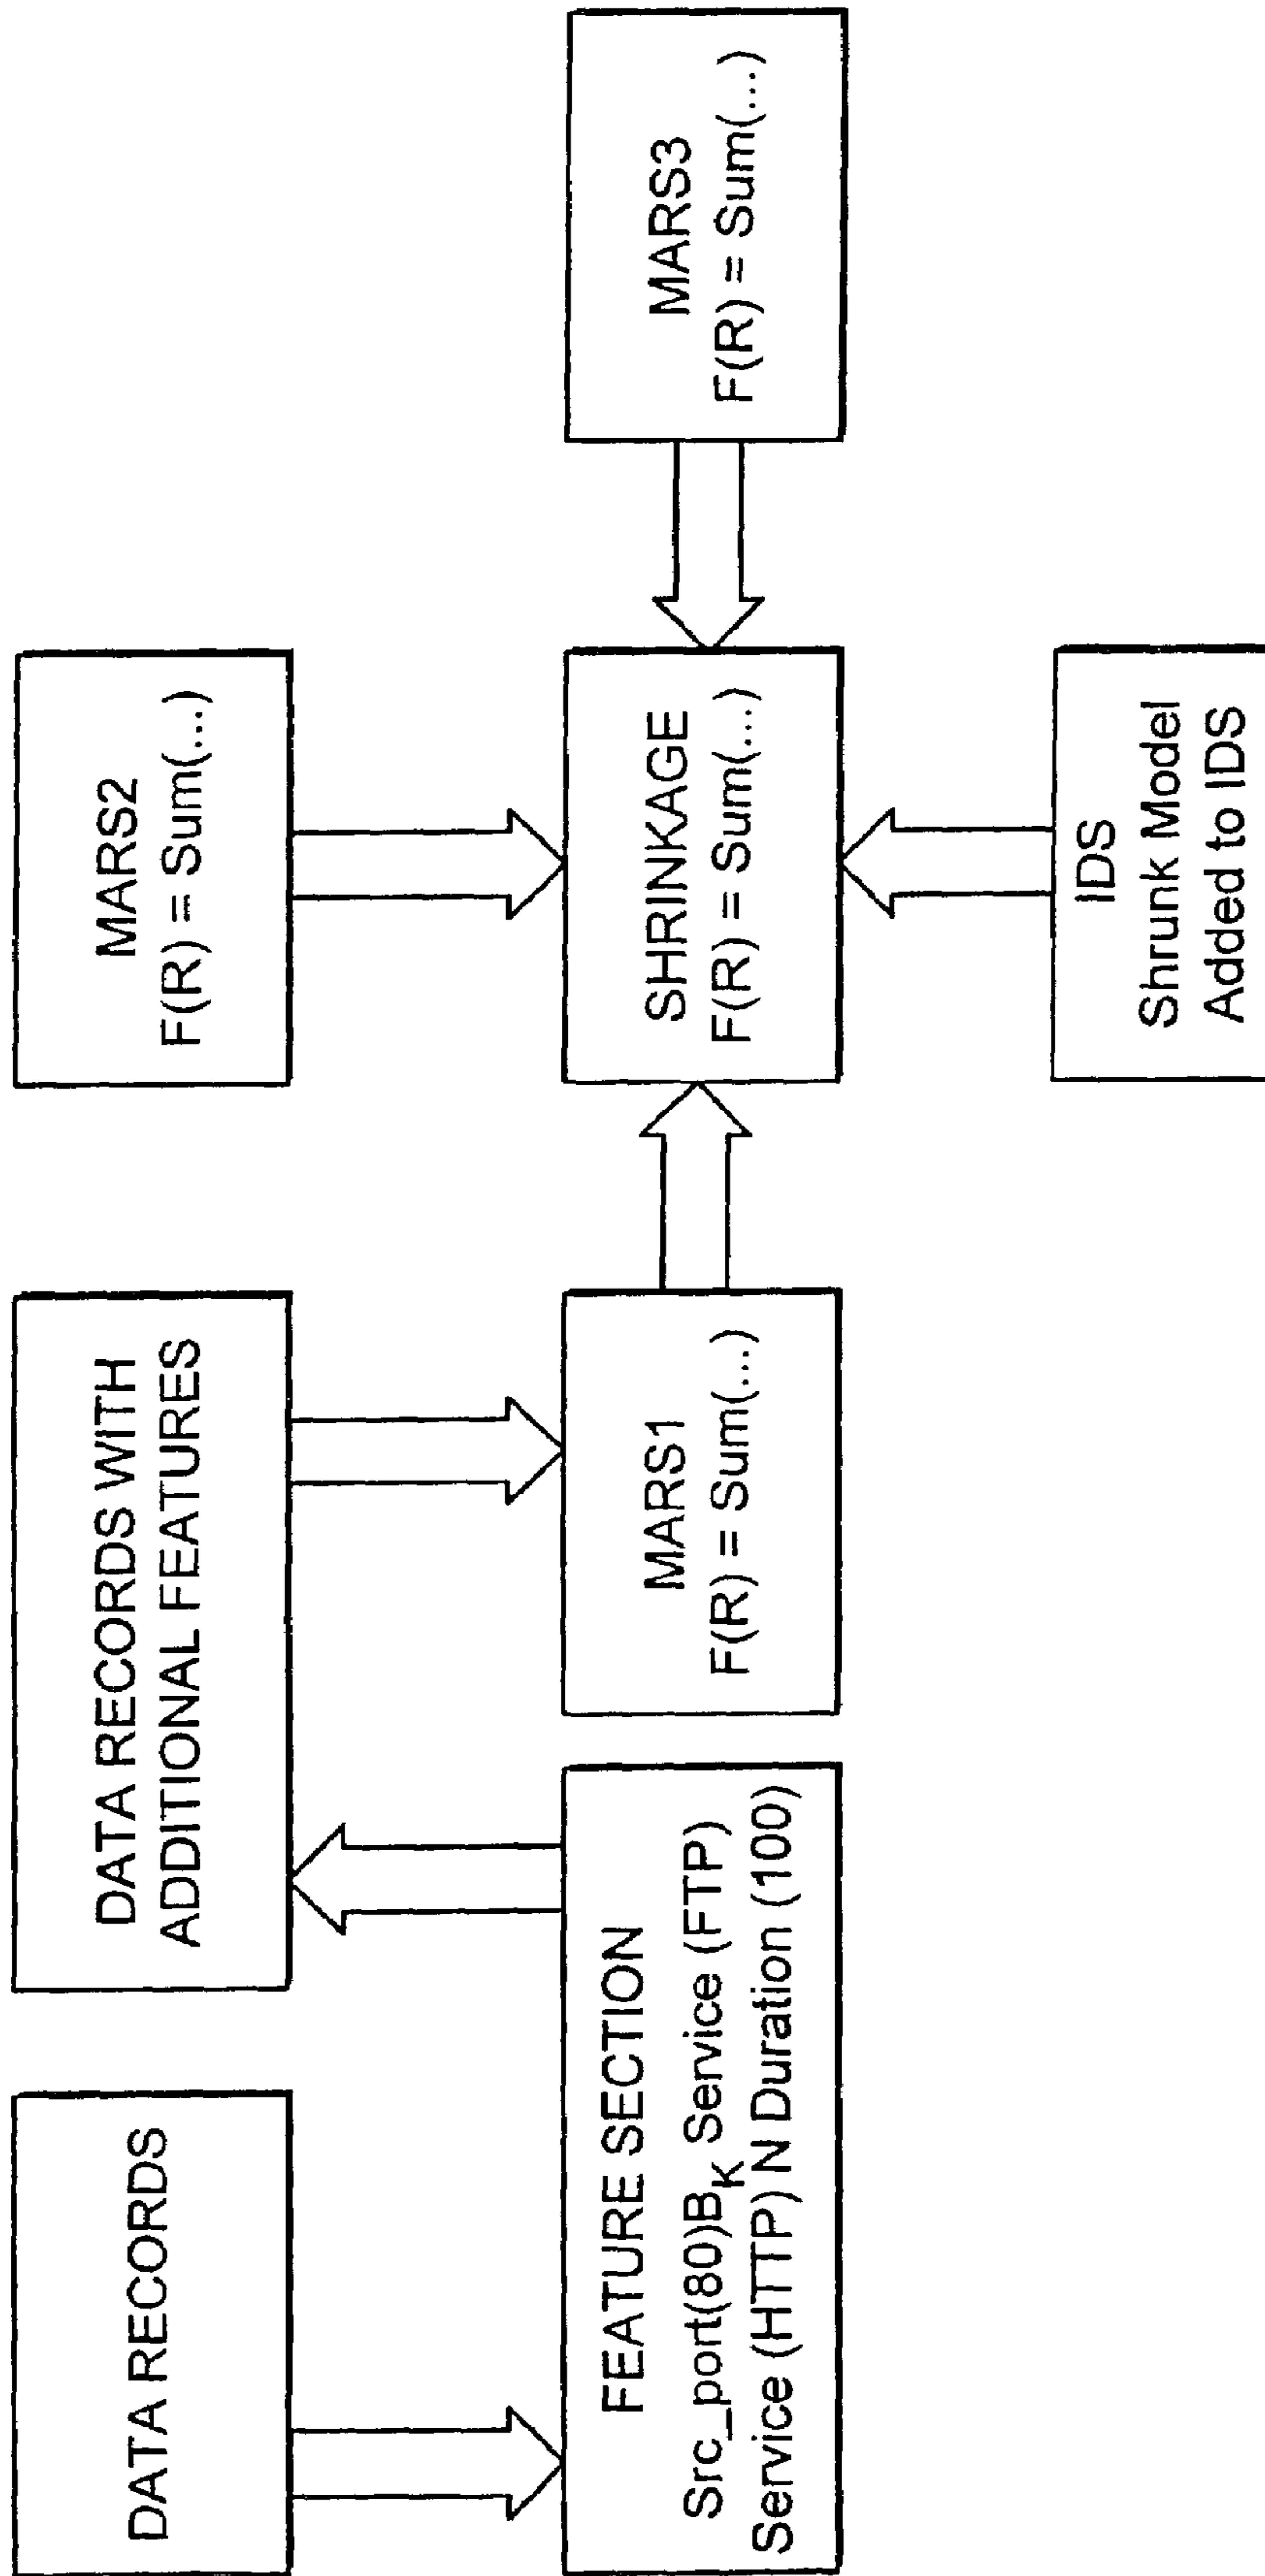 DATA RECORDS
DATA RECORDS WITH
ADDITIONAL FEATURES
MARS2
F(R) = Sum(...)
FEATURE SECTION
Src_port(80)B_K Service (FTP)
Service (HTTP) N Duration (100)
MARS1
F(R) = Sum(...)
SHRINKAGE
F(R) = Sum(....)
MARS3
F(R) = Sum(...)
IDS
Shrunk Model
Added to IDS